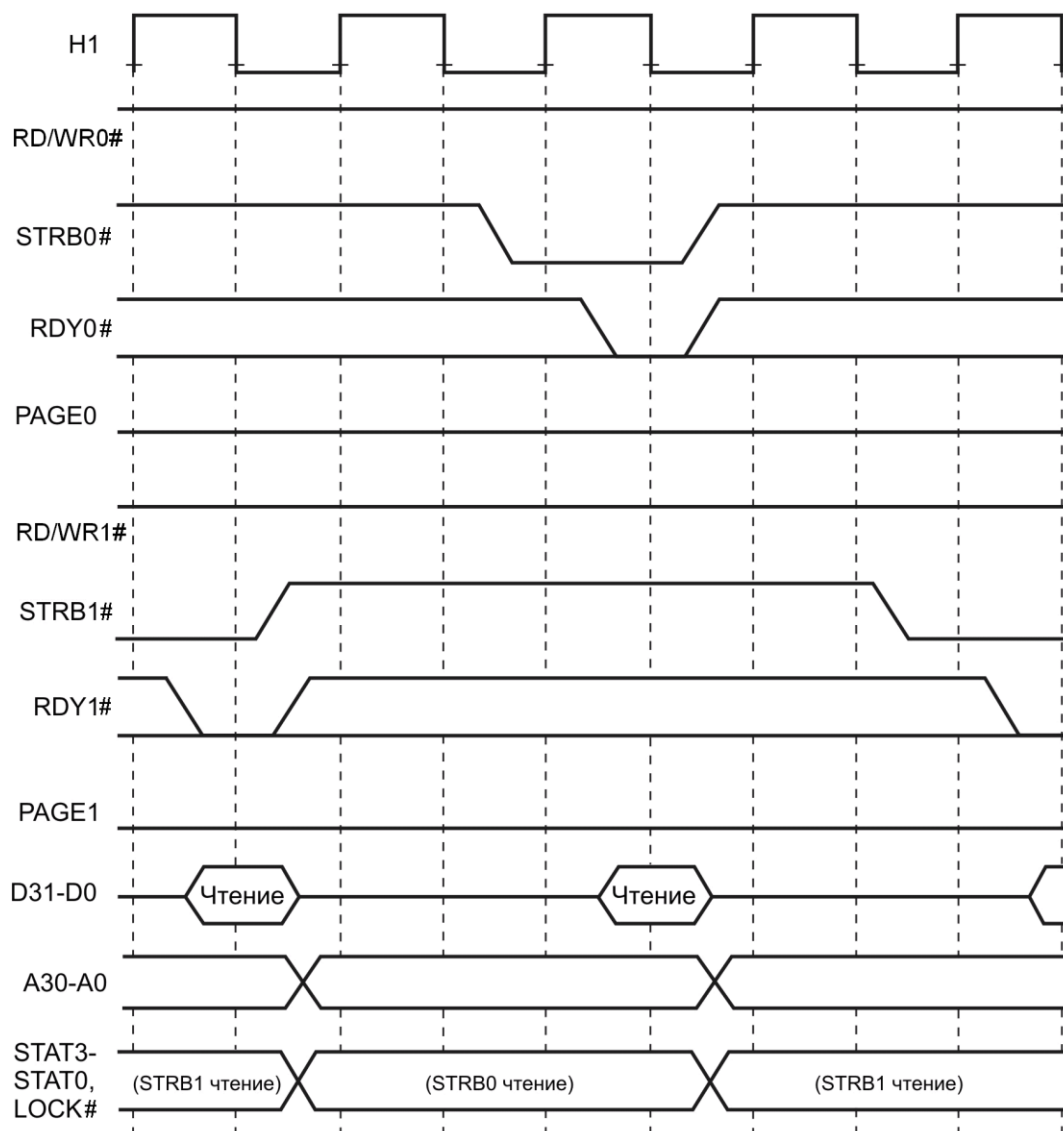 H1
RD/WR0#
STRB0#
RDY0#
PAGE0
RD/WR1#
STRB1#
RDY1#
PAGE1
D31-D0
Чтение
Чтение
A30-A0
STAT3-
STAT0,
LOCK#
(STRB1 чтение)
(STRB0 чтение)
(STRB1 чтение)